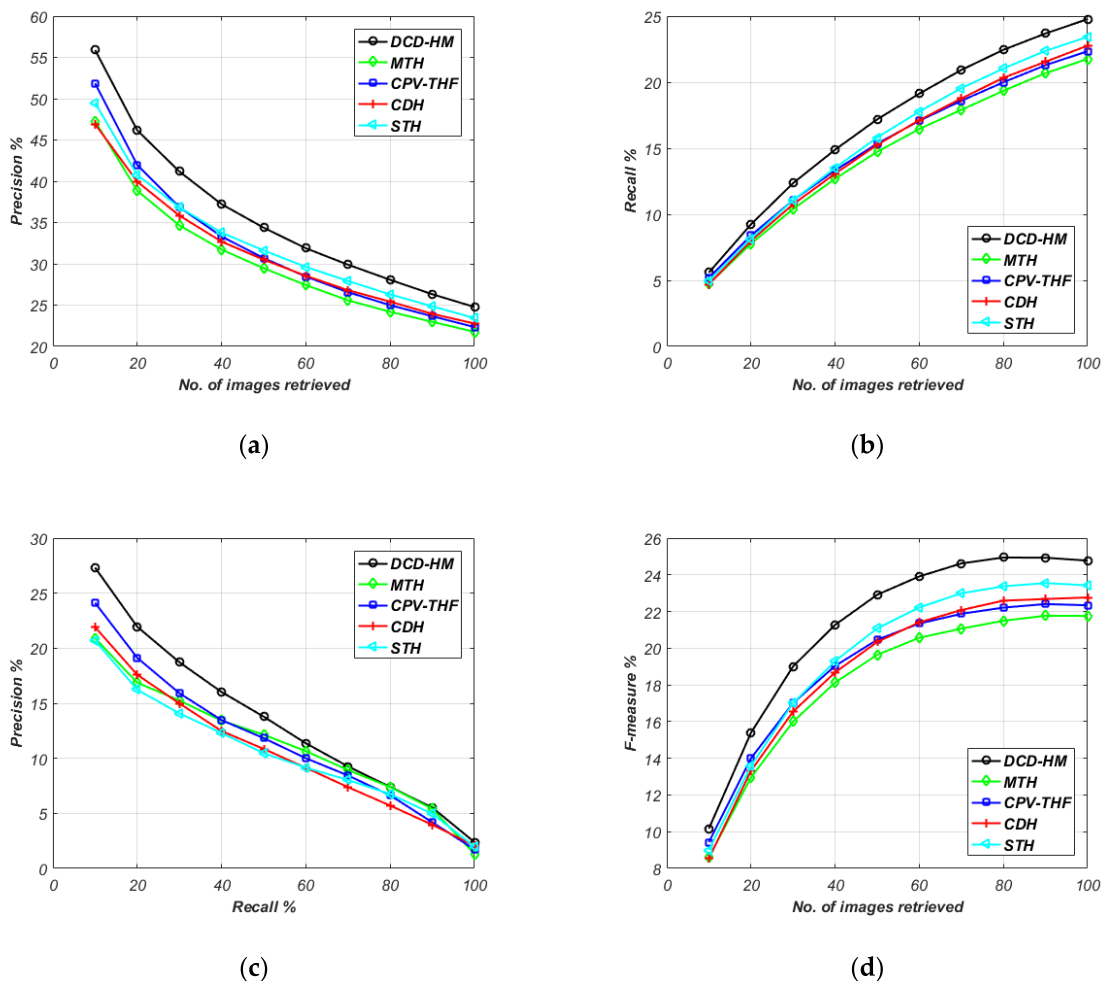 60
55
50
45
40
35
30
25
20
Precision %
0 20 40 60 80 100
No. of images retrieved
DCD-HM
MTH
CPV-THF
CDH
STH
(a)
25
20
15
10
5
0
Recall %
0 20 40 60 80 100
No. of images retrieved
DCD-HM
MTH
CPV-THF
CDH
STH
(b)
30
25
20
15
10
5
0
Precision %
0 20 40 60 80 100
Recall %
DCD-HM
MTH
CPV-THF
CDH
STH
(c)
26
24
22
20
18
16
14
12
10
8
F-measure %
0 20 40 60 80 100
No. of images retrieved
DCD-HM
MTH
CPV-THF
CDH
STH
(d)